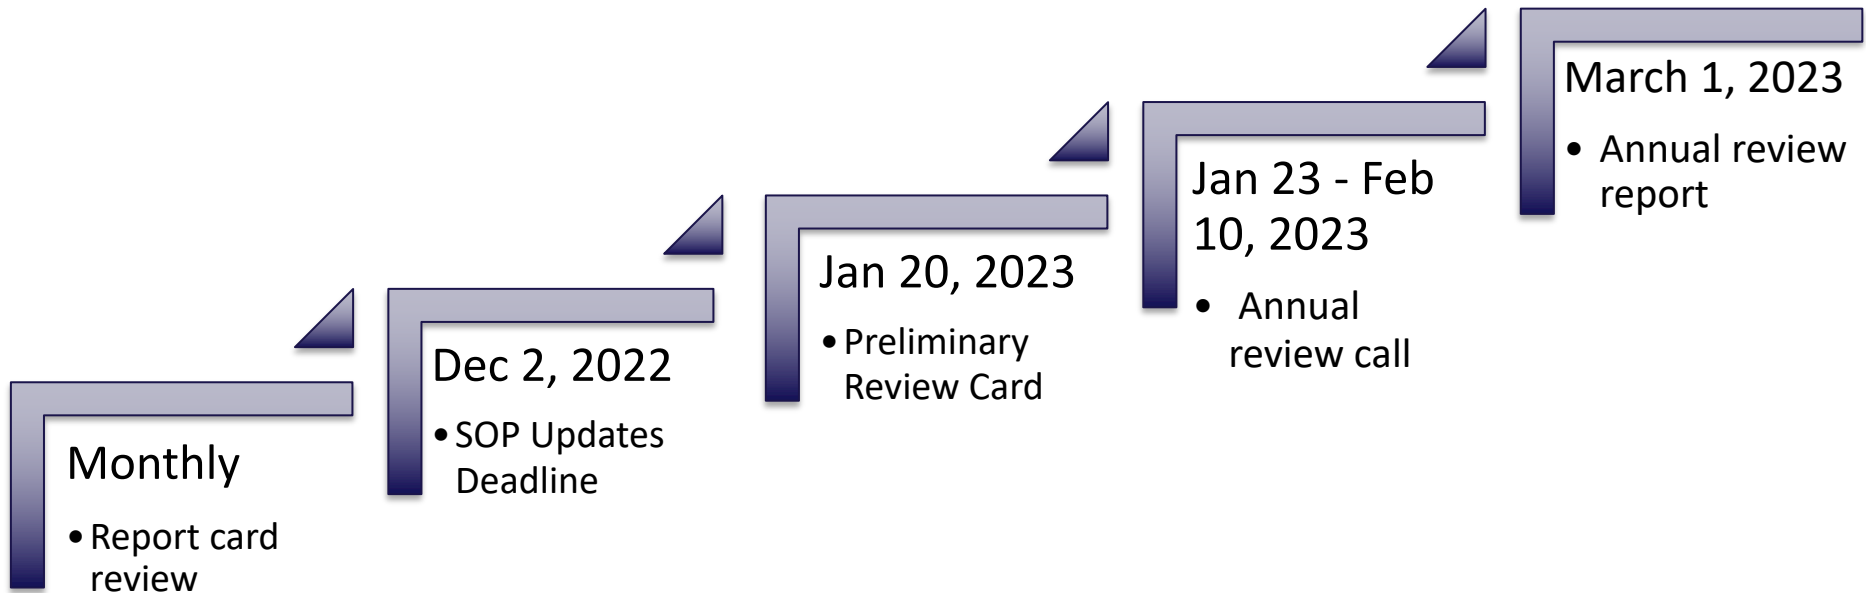 Monthly
• Report card
review
Dec 2, 2022
• SOP Updates
Deadline
Jan 20, 2023
• Preliminary
Review Card
Jan 23 - Feb
10, 2023
• Annual
review call
March 1, 2023
• Annual review
report